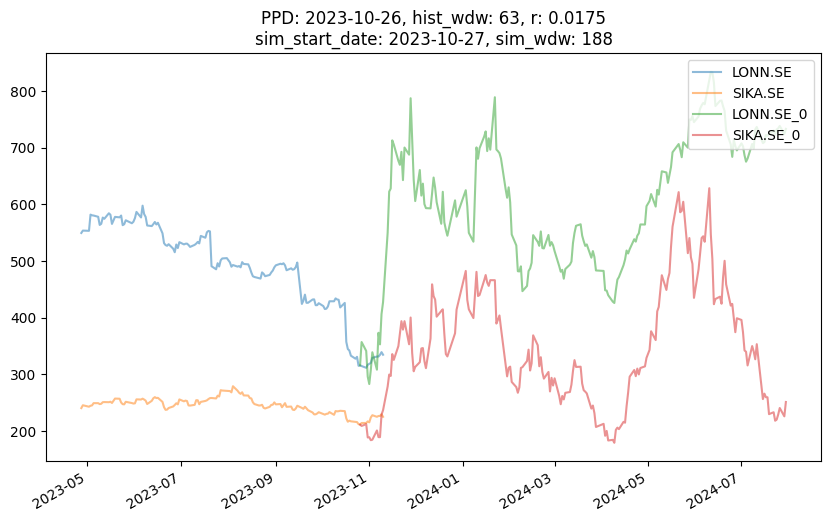 PPD: 2023-10-26, hist_wdw: 63, r: 0.0175
sim_start_date: 2023-10-27, sim_wdw: 188
LONN.SE
SIKA.SE
LONN.SE_0
SIKA.SE_0
800
700
600
500
400
300
200
2023-05
2023-07
2023-09
2023-11
2024-01
2024-03
2024-05
2024-07